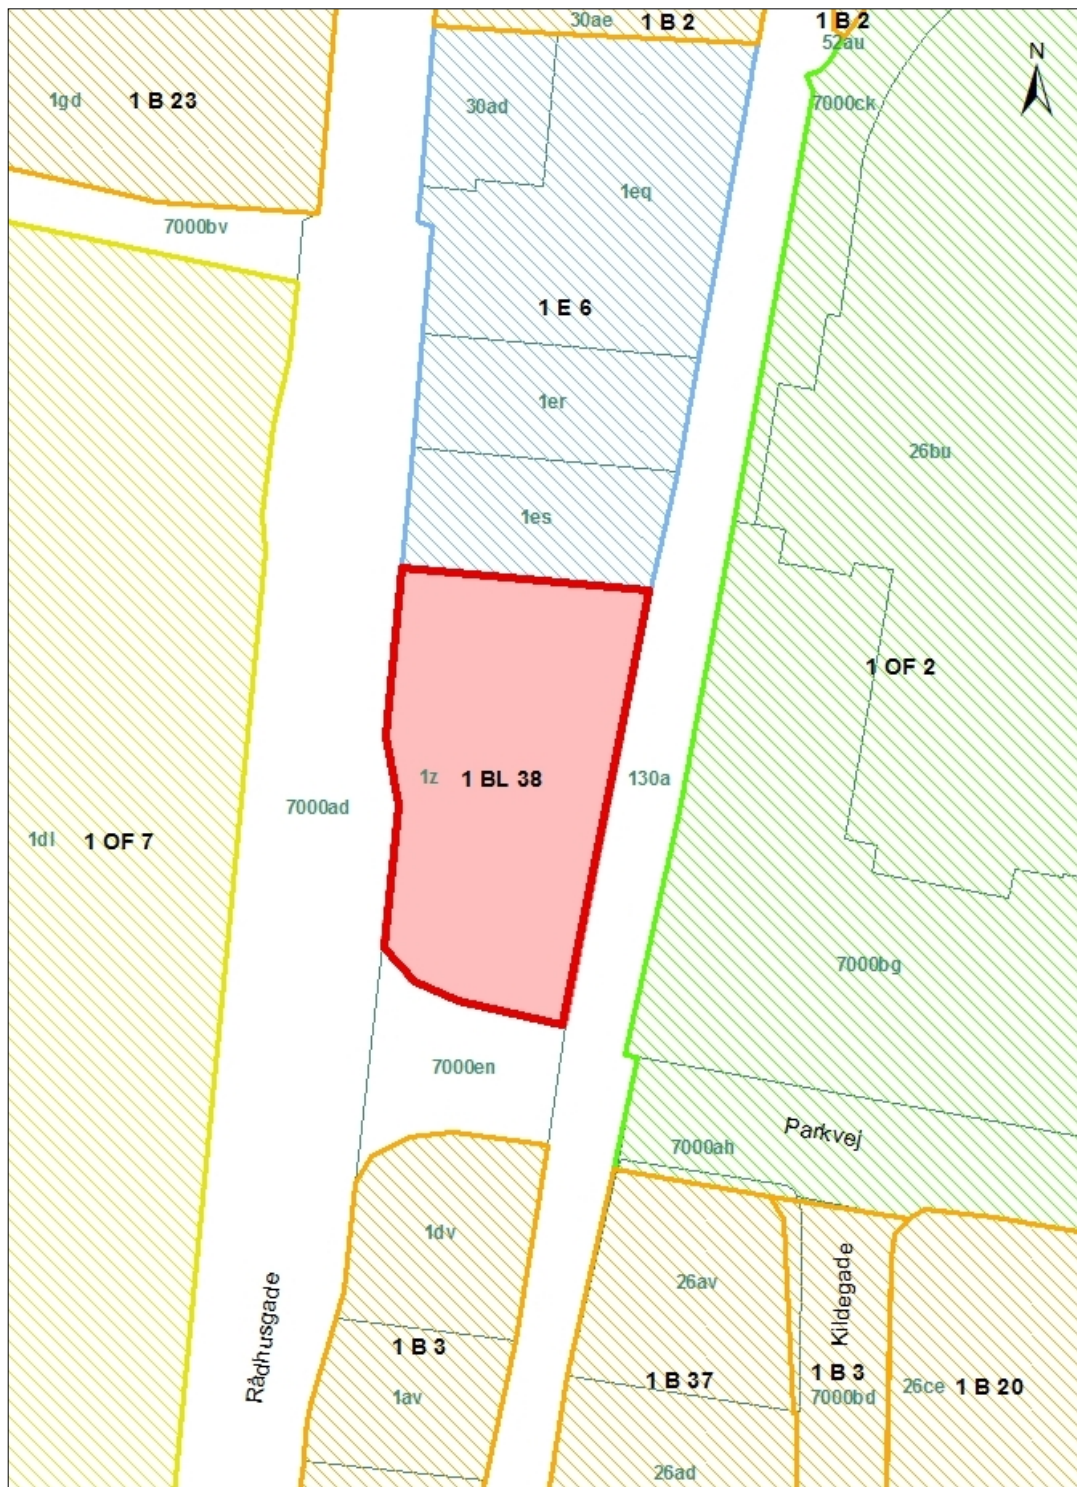 30ae 1 B 2
1 B 2
52au
N
1gd 1 B 23
30ad
7000ck
1eq
7000bv
1 E 6
1er
26bu
1es
1 OF 2
1z 1 BL 38
130a
7000ad
1dl 1 OF 7
7000bg
7000en
Parkvej
7000ah
1dv
26av
Kildegade
Rådhusgade
1 B 3
1av
1 B 37
1 B 3
7000bd
26ce 1 B 20
26ad